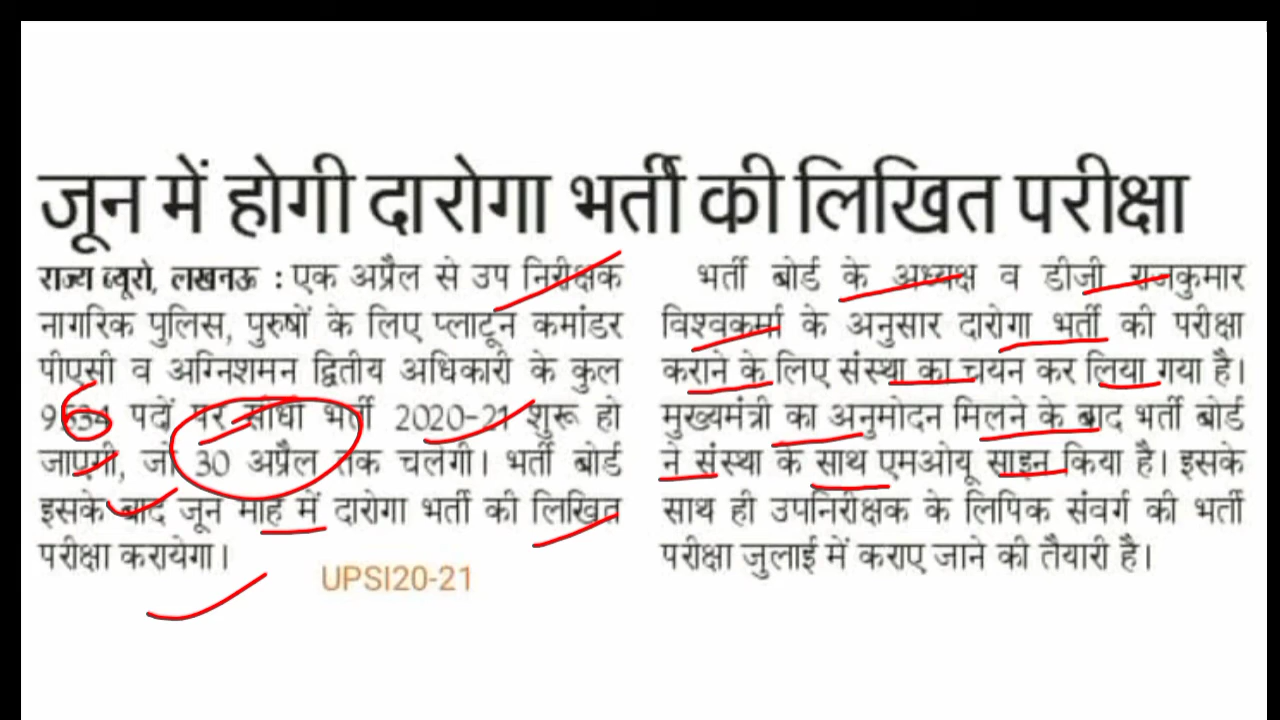 जून में होगी दारोगा भर्ती की लिखित परीक्षा
राज्य ब्यूरो, लखनऊ : एक अप्रैल से उप निरीक्षक
नागरिक पुलिस, पुरुषों के लिए प्लाटून कमांडर
पीएसी व अग्निशमन द्वितीय अधिकारी के कुल
9534 पदों पर सीधी भर्ती 2020-21 शुरू हो
जाएगी, जो 30 अप्रैल तक चलेगी। भर्ती बोर्ड
इसके बाद जून माह में दारोगा भर्ती की लिखित
परीक्षा करायेगा।
भर्ती बोर्ड के अध्यक्ष व डीजी राजकुमार
विश्वकर्मा के अनुसार दारोगा भर्ती की परीक्षा
कराने के लिए संस्था का चयन कर लिया गया है।
मुख्यमंत्री का अनुमोदन मिलने के बाद भर्ती बोर्ड
ने संस्था के साथ एमओयू साइन किया है। इसके
साथ ही उपनिरीक्षक के लिपिक संवर्ग की भर्ती
परीक्षा जुलाई में कराए जाने की तैयारी है।
UPSI20-21